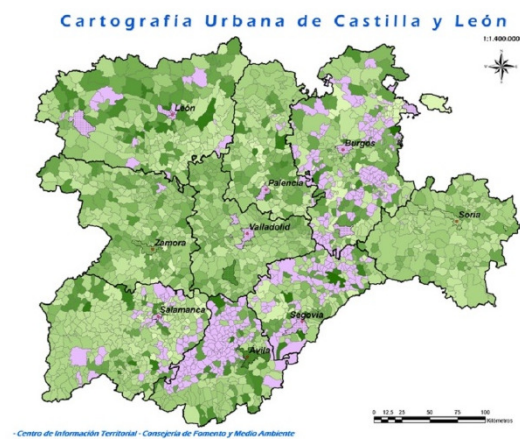 Cartografía Urbana de Castilla y León
1:1.400.000
León
Burgos
Palencia
Soria
Valladolid
Zamora
Segovia
Salamanca
Ávila
0 12,5 25 50 75 100
Kilómetros
- Centro de Información Territorial - Consejería de Fomento y Medio Ambiente